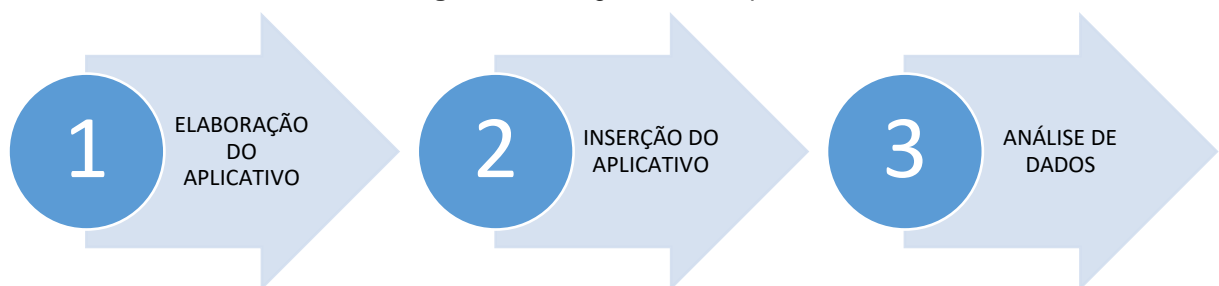 1
ELABORAÇÃO
DO
APLICATIVO
2
INSERÇÃO DO
APLICATIVO
3
ANÁLISE DE
DADOS